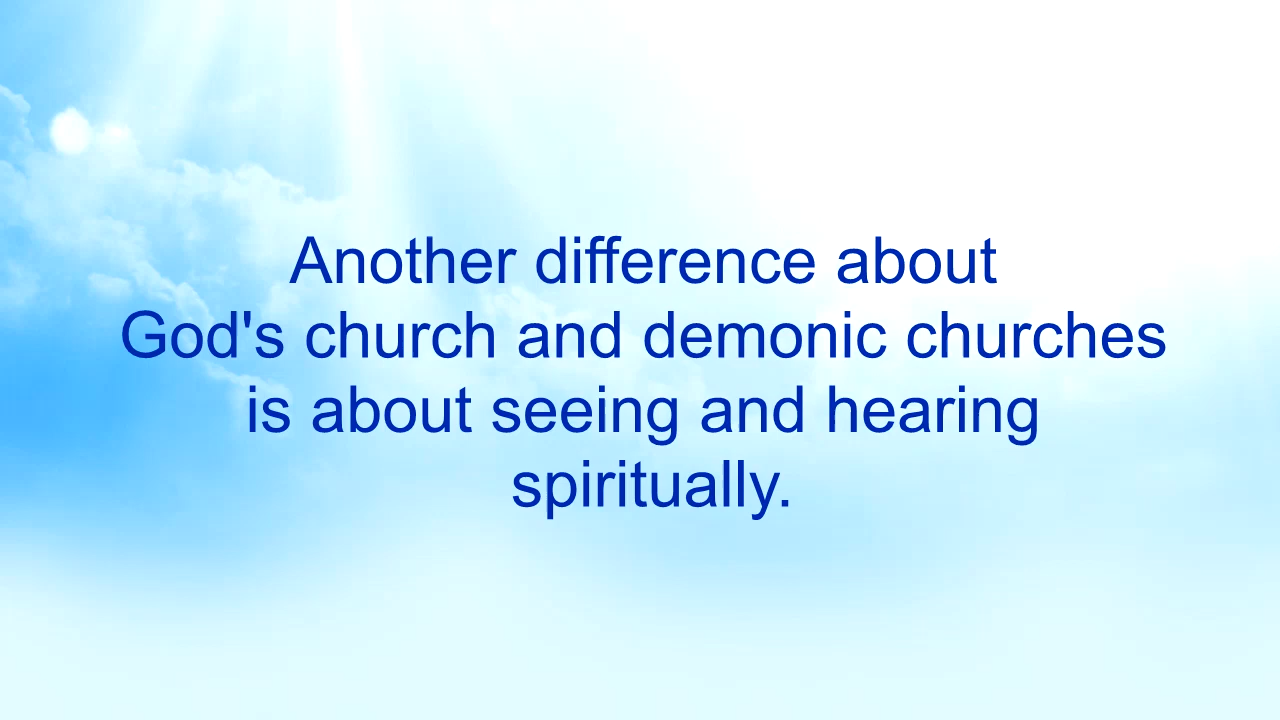 Another difference about
God's church and demonic churches
is about seeing and hearing
spiritually.